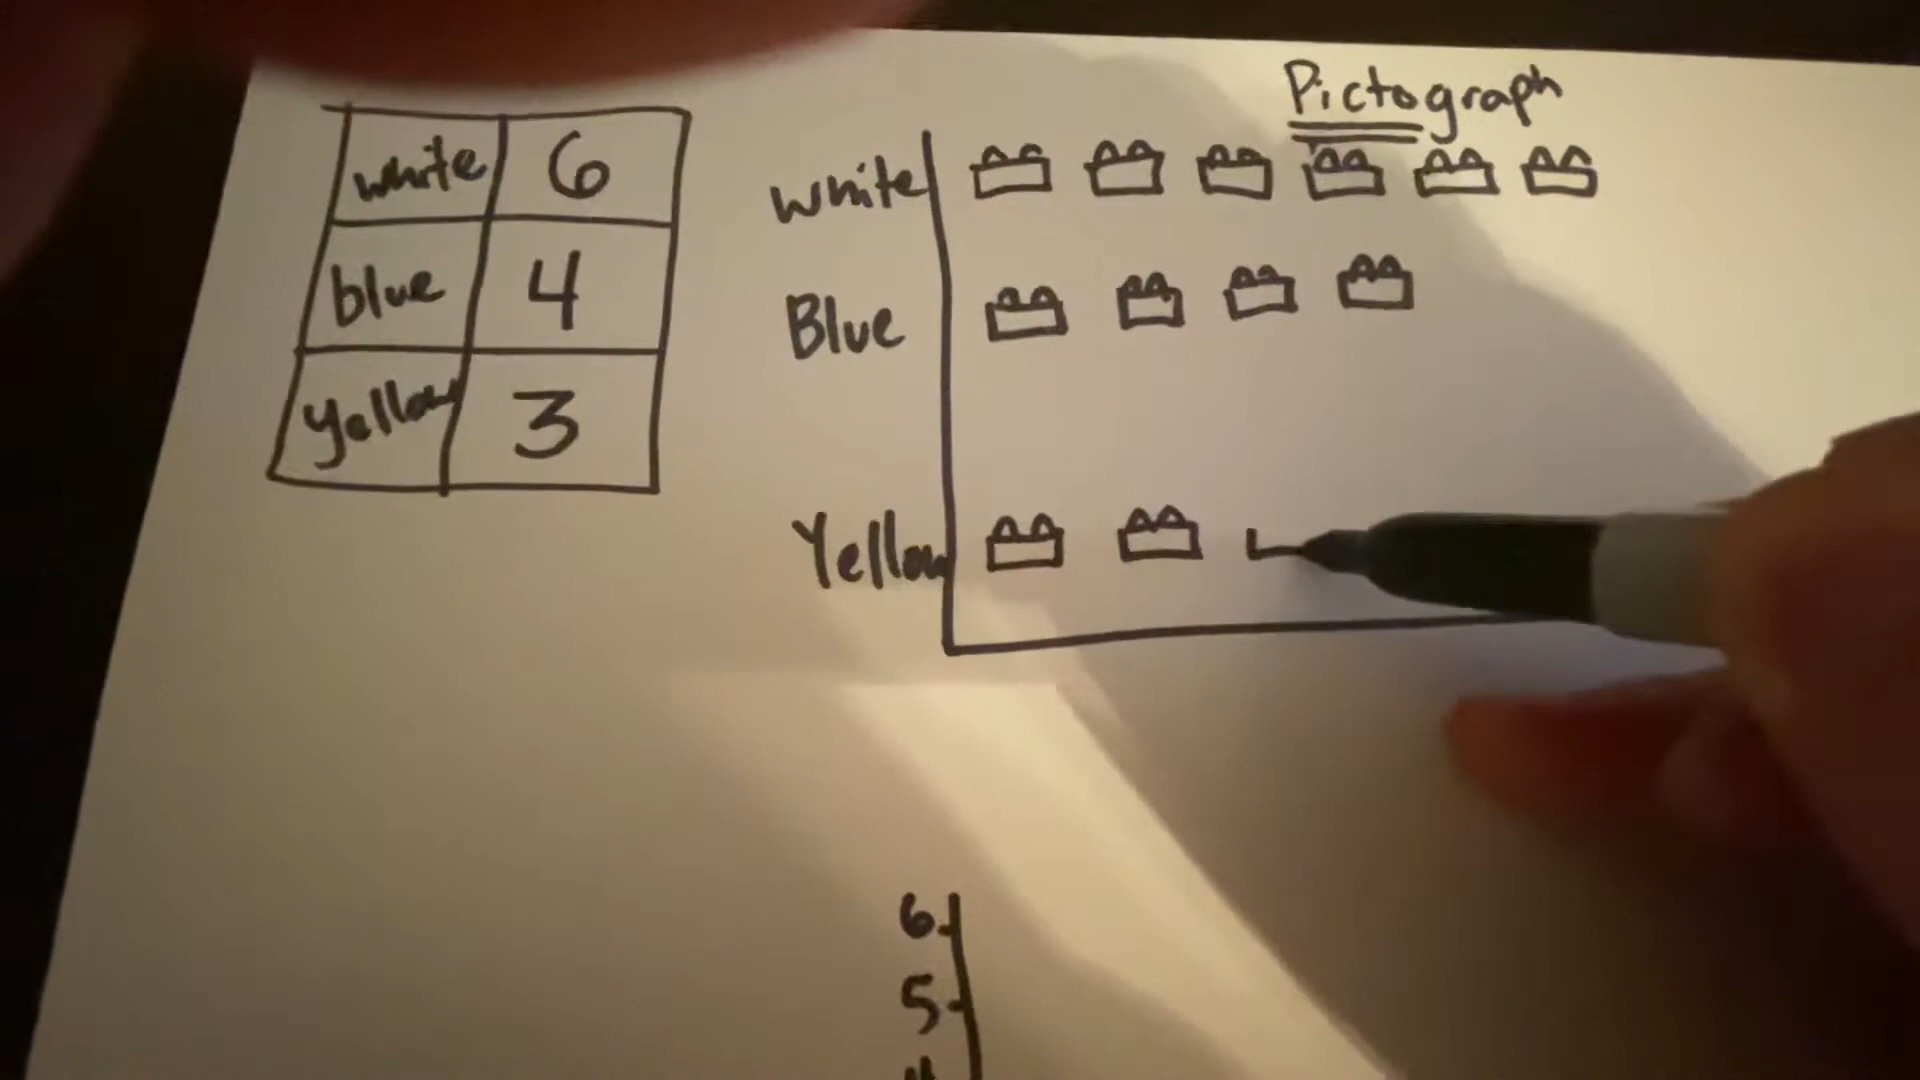 Pictograph
white 6
blue 4
yellow 3
white
Blue
Yellow
6
5